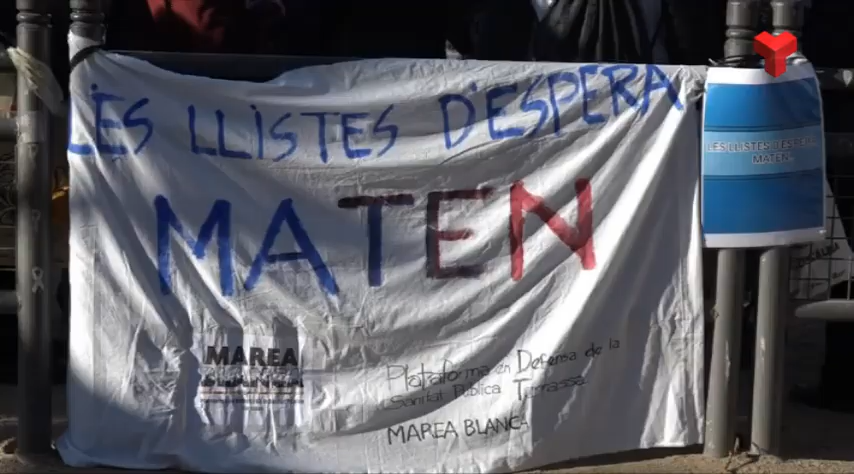 LES LLISTES D'ESPERA
MATEN
MAREA
BLANCA
Plataforma en Defensa de la
Sanitat Pública Terrassa
MAREA BLANCA
LES LLISTES D'ESPERA
MATEN!